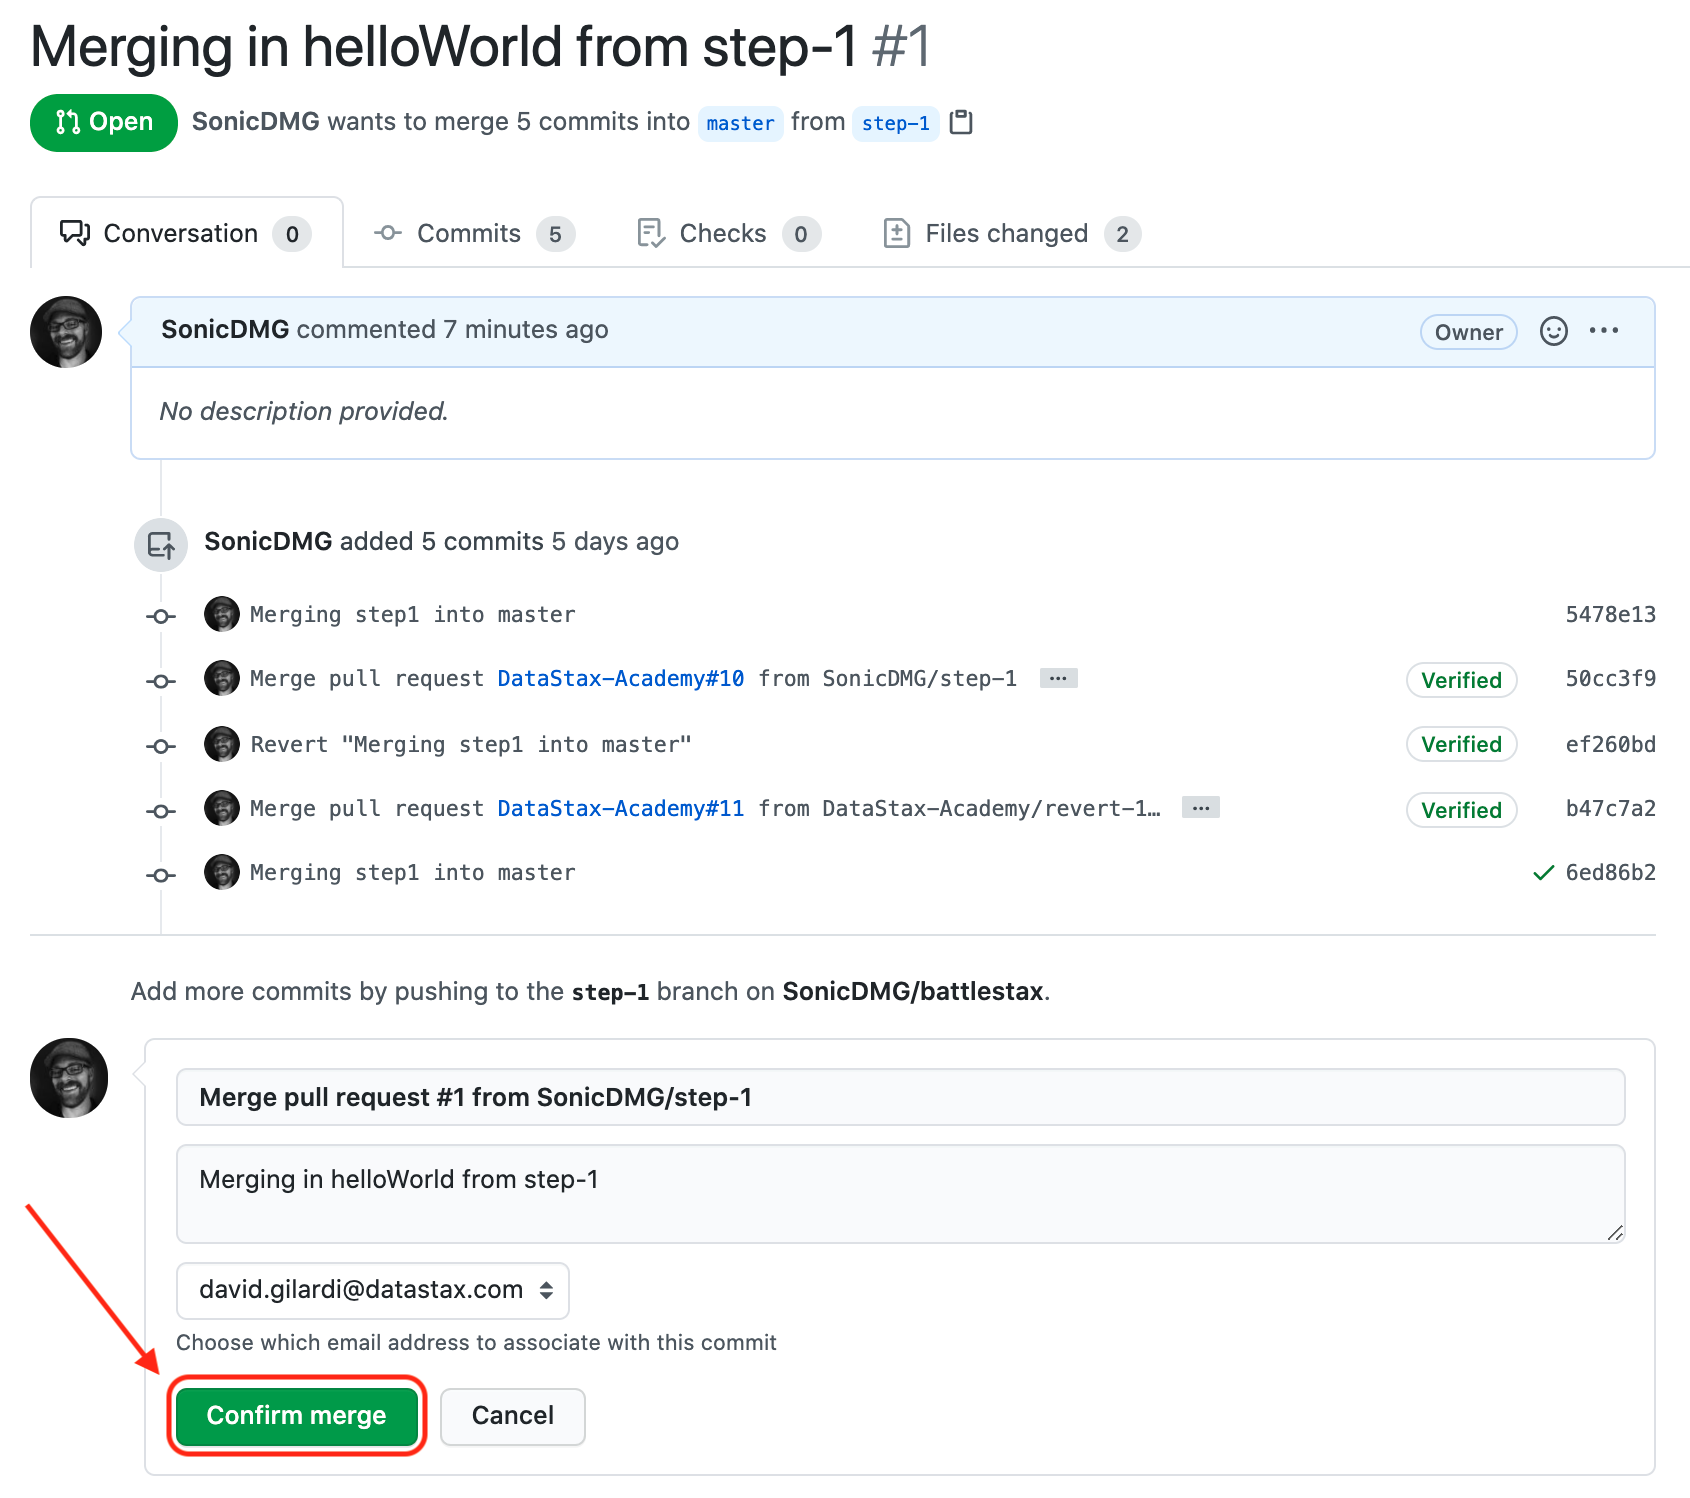 Merging in helloWorld from step-1 #1
Open SonicDMG wants to merge 5 commits into master from step-1
Conversation 0 Commits 5 Checks 0 Files changed 2
SonicDMG commented 7 minutes ago Owner
No description provided.
SonicDMG added 5 commits 5 days ago
Merging step1 into master 5478e13
Merge pull request DataStax-Academy#10 from SonicDMG/step-1 … Verified 50cc3f9
Revert "Merging step1 into master" Verified ef260bd
Merge pull request DataStax-Academy#11 from DataStax-Academy/revert-1… … Verified b47c7a2
Merging step1 into master 6ed86b2
Add more commits by pushing to the step-1 branch on SonicDMG/battlestax.
Merge pull request #1 from SonicDMG/step-1
Merging in helloWorld from step-1
david.gilardi@datastax.com
Choose which email address to associate with this commit
Confirm merge Cancel